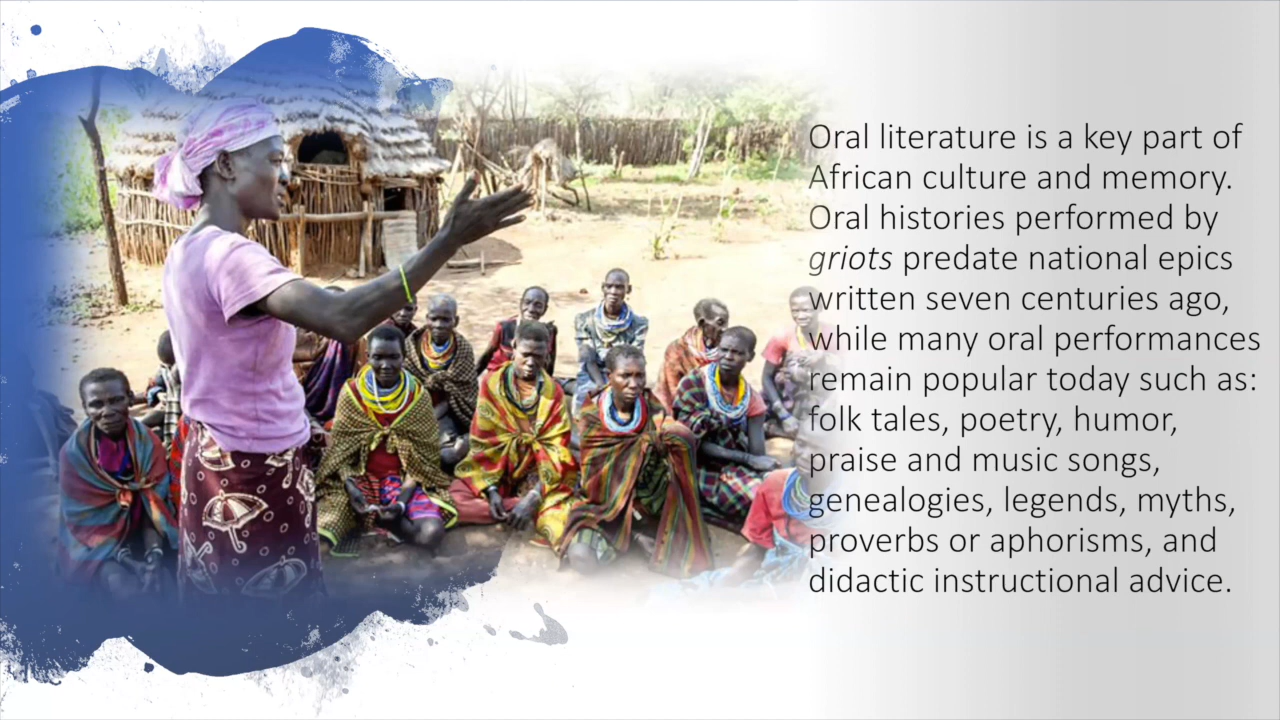 Oral literature is a key part of
African culture and memory.
Oral histories performed by
griots predate national epics
written seven centuries ago,
while many oral performances
remain popular today such as:
folk tales, poetry, humor,
praise and music songs,
genealogies, legends, myths,
proverbs or aphorisms, and
didactic instructional advice.